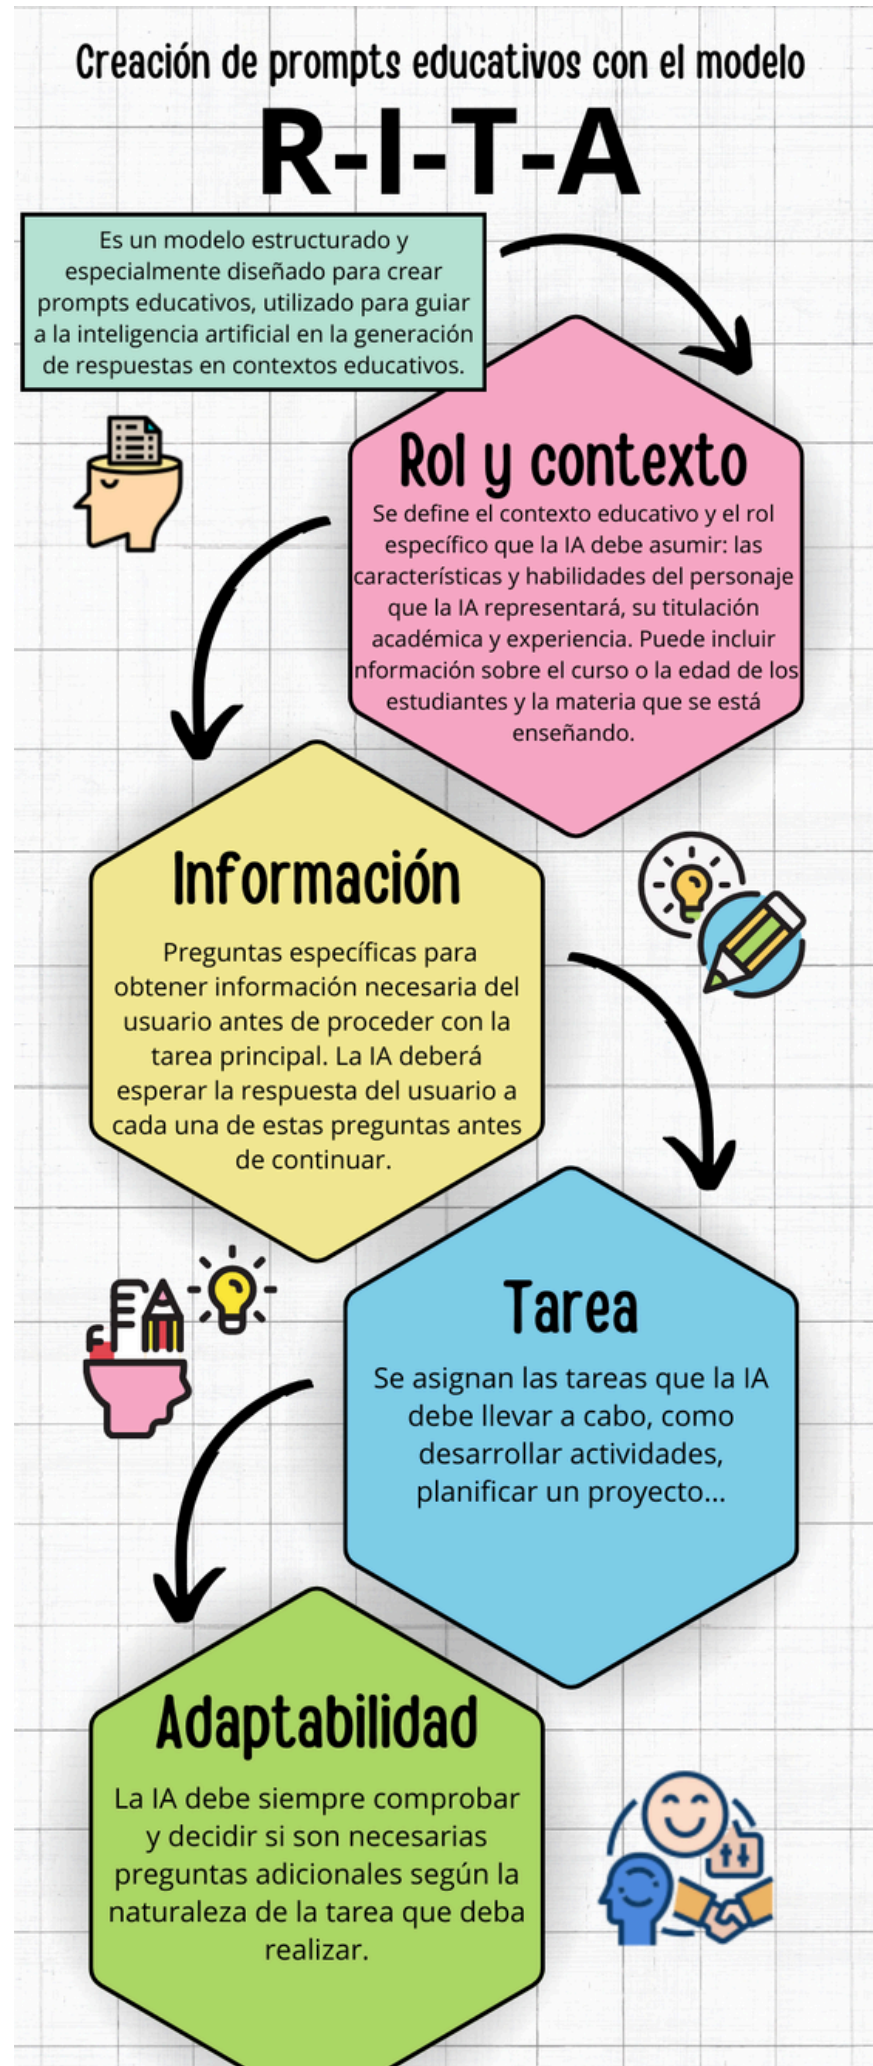 Creación de prompts educativos con el modelo
R-I-T-A
Es un modelo estructurado y
especialmente diseñado para crear
prompts educativos, utilizado para guiar
a la inteligencia artificial en la generación
de respuestas en contextos educativos.
Rol y contexto
Se define el contexto educativo y el rol
específico que la IA debe asumir: las
características y habilidades del personaje
que la IA representará, su titulación
académica y experiencia. Puede incluir
nformación sobre el curso o la edad de los
estudiantes y la materia que se está
enseñando.
Información
Preguntas específicas para
obtener información necesaria del
usuario antes de proceder con la
tarea principal. La IA deberá
esperar la respuesta del usuario a
cada una de estas preguntas antes
de continuar.
Tarea
Se asignan las tareas que la IA
debe llevar a cabo, como
desarrollar actividades,
planificar un proyecto...
Adaptabilidad
La IA debe siempre comprobar
y decidir si son necesarias
preguntas adicionales según la
naturaleza de la tarea que deba
realizar.